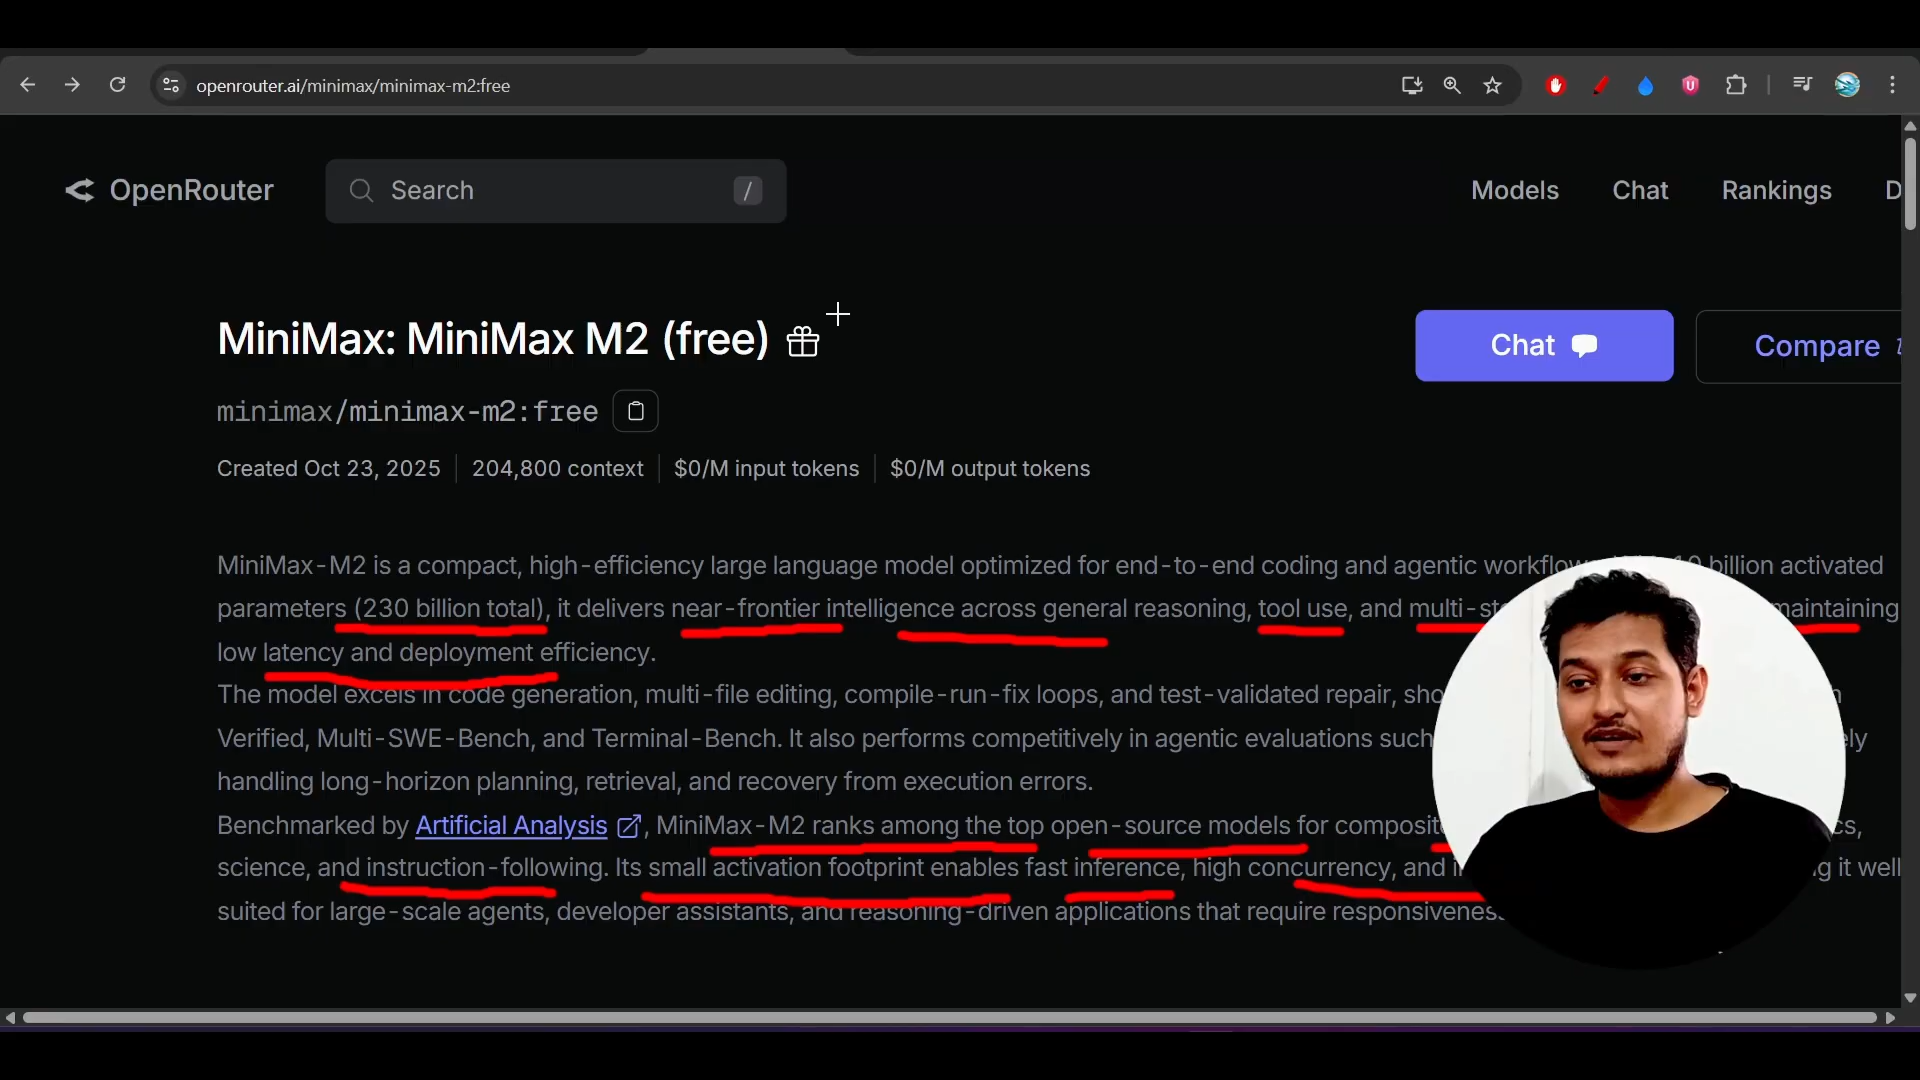 openrouter.ai/minimax/minimax-m2:free
OpenRouter
Search
/
Models
Chat
Rankings
D
MiniMax: MiniMax M2 (free)
Chat
Compare
minimax/minimax-m2:free
Created Oct 23, 2025
204,800 context
$0/M input tokens
$0/M output tokens
MiniMax-M2 is a compact, high-efficiency large language model optimized for end-to-end coding and agentic workflow 10 billion activated
parameters (230 billion total), it delivers near-frontier intelligence across general reasoning, tool use, and multi-st maintaining
low latency and deployment efficiency.
The model excels in code generation, multi-file editing, compile-run-fix loops, and test-validated repair, sho
Verified, Multi-SWE-Bench, and Terminal-Bench. It also performs competitively in agentic evaluations such ely
handling long-horizon planning, retrieval, and recovery from execution errors.
Benchmarked by Artificial Analysis, MiniMax-M2 ranks among the top open-source models for composit cs,
science, and instruction-following. Its small activation footprint enables fast inference, high concurrency, and i g it well
suited for large-scale agents, developer assistants, and reasoning-driven applications that require responsiveness